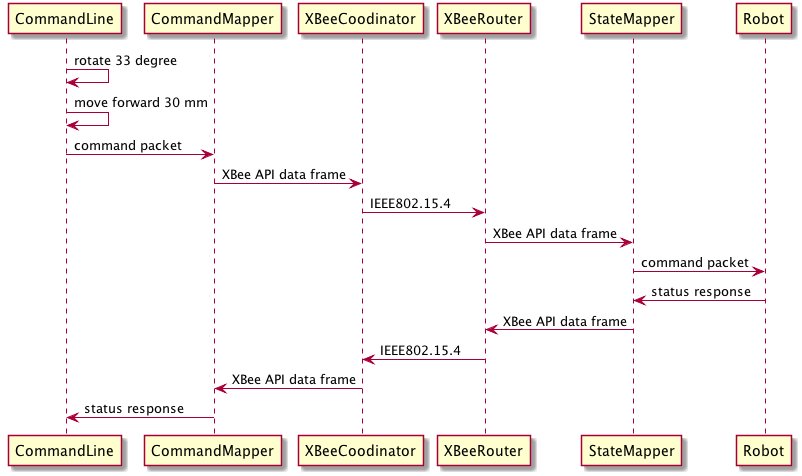 CommandLine CommandMapper XBeeCoodinator XBeeRouter StateMapper Robot
rotate 33 degree
move forward 30 mm
command packet
XBee API data frame
IEEE802.15.4
XBee API data frame
command packet
status response
XBee API data frame
IEEE802.15.4
XBee API data frame
status response
CommandLine CommandMapper XBeeCoodinator XBeeRouter StateMapper Robot